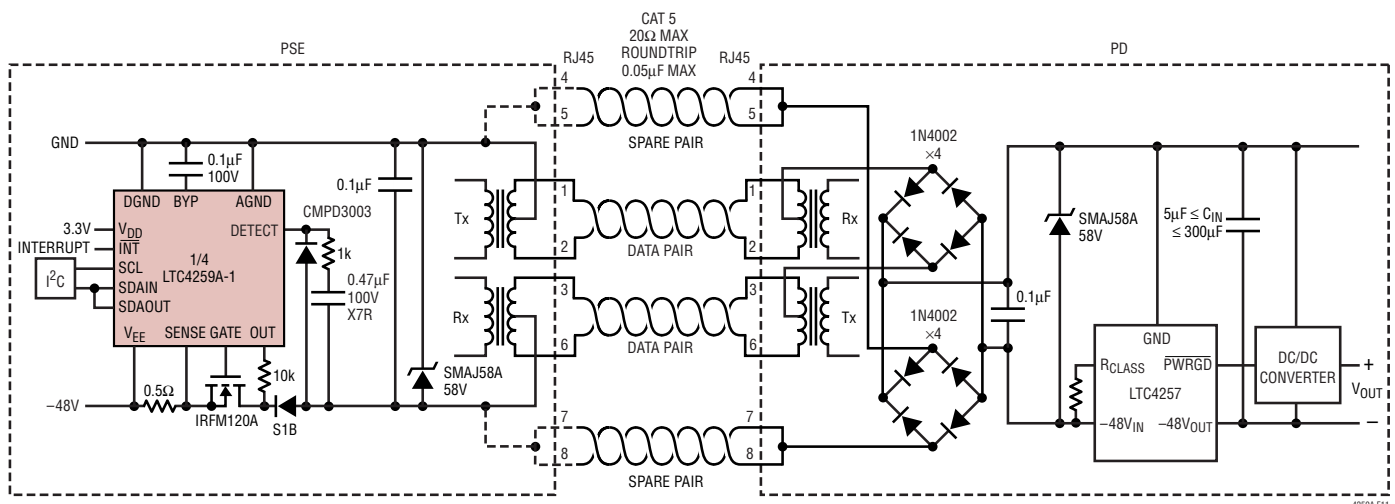 CAT 5
20Ω MAX
ROUNDTRIP
0.05µF MAX
PSE
PD
RJ45
RJ45
4
5
4
5
SPARE PAIR
GND
0.1µF
100V
DGND BYP AGND
0.1µF
CMPD3003
DETECT
1k
3.3V
VDD
INTERRUPT
INT
SCL
I²C
SDAIN
SDAOUT
1/4
LTC4259A-1
0.47µF
100V
X7R
VEE SENSE GATE OUT
10k
–48V
0.5Ω
IRFM120A
S1B
SMAJ58A
58V
Tx
1
2
DATA PAIR
1
2
Rx
Rx
3
6
DATA PAIR
3
6
Tx
7
8
SPARE PAIR
7
8
1N4002
×4
1N4002
×4
0.1µF
SMAJ58A
58V
5µF ≤ CIN
≤ 300µF
GND
RCLASS
PWRGD
LTC4257
–48VIN
–48VOUT
DC/DC
CONVERTER
+
VOUT
–
4259A F11